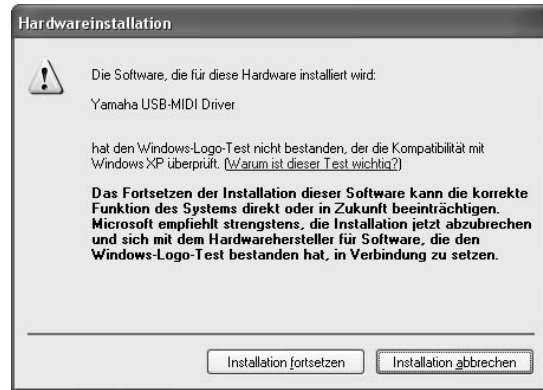 Hardwareinstallation
Die Software, die für diese Hardware installiert wird:
Yamaha USB-MIDI Driver
hat den Windows-Logo-Test nicht bestanden, der die Kompatibilität mit
Windows XP überprüft. (Warum ist dieser Test wichtig?)
Das Fortsetzen der Installation dieser Software kann die korrekte
Funktion des Systems direkt oder in Zukunft beeinträchtigen.
Microsoft empfiehlt strengstens, die Installation jetzt abzubrechen
und sich mit dem Hardwarehersteller für Software, die den
Windows-Logo-Test bestanden hat, in Verbindung zu setzen.
Installation fortsetzen Installation abbrechen